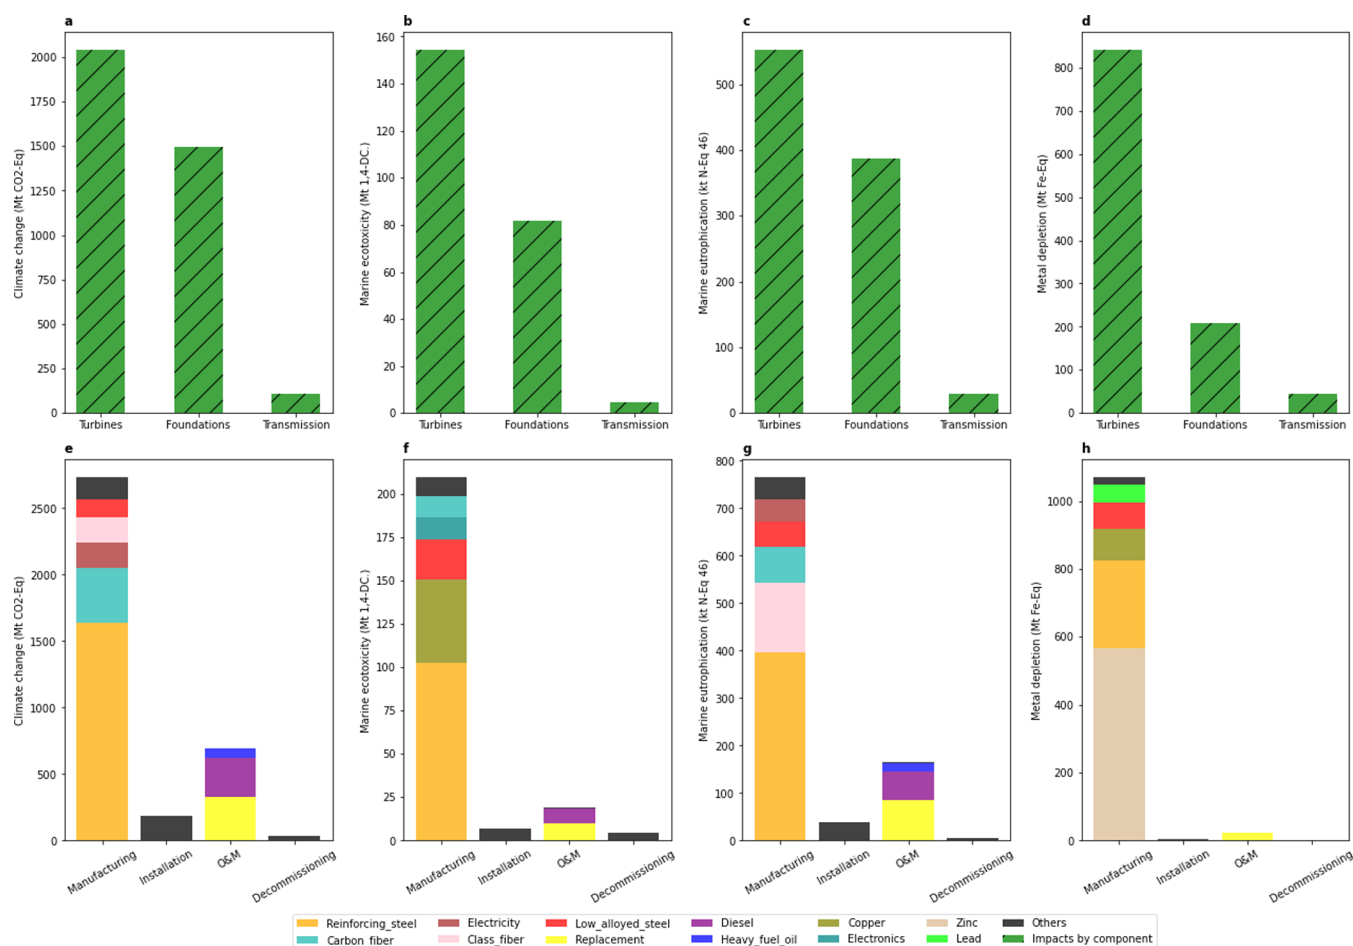 a
b
c
d
Climate change (Mt CO2-Eq)
2000
1750
1500
1250
1000
750
500
250
0
Turbines Foundations Transmission
Marine ecotoxicity (Mt 1,4-DC.)
160
140
120
100
80
60
40
20
0
Turbines Foundations Transmission
Marine eutrophication (kt N-Eq 46)
500
400
300
200
100
0
Turbines Foundations Transmission
Metal depletion (Mt Fe-Eq)
800
700
600
500
400
300
200
100
0
Turbines Foundations Transmission
e
f
g
h
Climate change (Mt CO2-Eq)
2500
2000
1500
1000
500
0
Manufacturing Installation O&M Decommissioning
Marine ecotoxicity (Mt 1,4-DC.)
200
175
150
125
100
75
50
25
0
Manufacturing Installation O&M Decommissioning
Marine eutrophication (kt N-Eq 46)
800
700
600
500
400
300
200
100
0
Manufacturing Installation O&M Decommissioning
Metal depletion (Mt Fe-Eq)
1000
800
600
400
200
0
Manufacturing Installation O&M Decommissioning
Reinforcing_steel Electricity Low_alloyed_steel Diesel Copper Zinc Others
Carbon_fiber Class_fiber Replacement Heavy_fuel_oil Electronics Lead Impacts by component